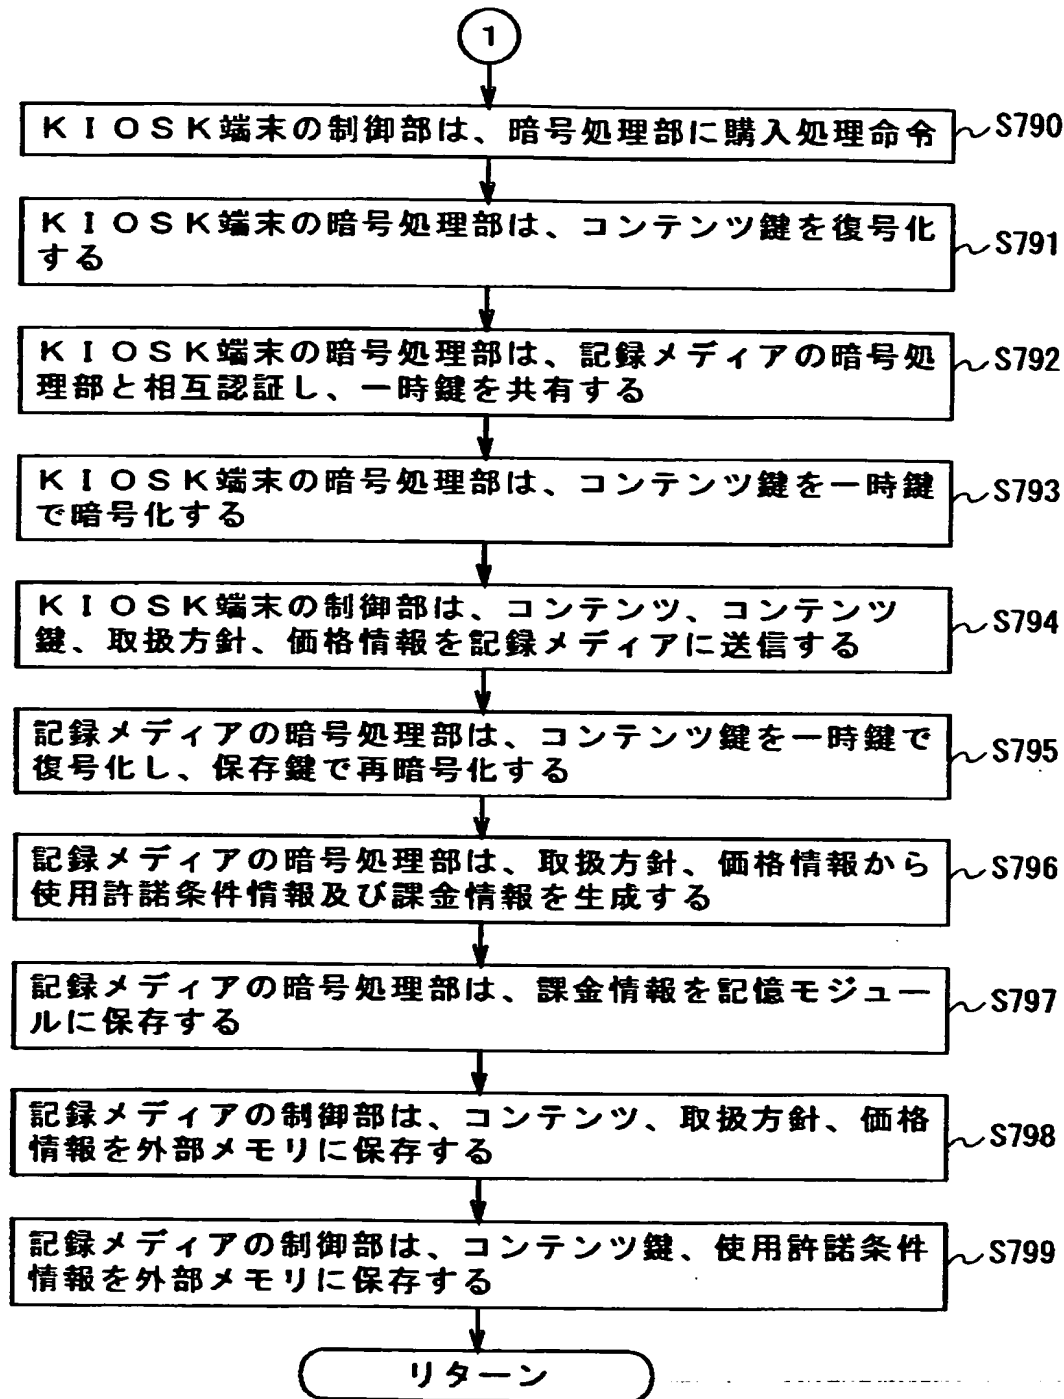 1
KIOSK端末の制御部は、暗号処理部に購入処理命令
S790
KIOSK端末の暗号処理部は、コンテンツ鍵を復号化
する
S791
KIOSK端末の暗号処理部は、記録メディアの暗号処
理部と相互認証し、一時鍵を共有する
S792
KIOSK端末の暗号処理部は、コンテンツ鍵を一時鍵
で暗号化する
S793
KIOSK端末の制御部は、コンテンツ、コンテンツ
鍵、取扱方針、価格情報を記録メディアに送信する
S794
記録メディアの暗号処理部は、コンテンツ鍵を一時鍵で
復号化し、保存鍵で再暗号化する
S795
記録メディアの暗号処理部は、取扱方針、価格情報から
使用許諾条件情報及び課金情報を生成する
S796
記録メディアの暗号処理部は、課金情報を記憶モジュー
ルに保存する
S797
記録メディアの制御部は、コンテンツ、取扱方針、価格
情報を外部メモリに保存する
S798
記録メディアの制御部は、コンテンツ鍵、使用許諾条件
情報を外部メモリに保存する
S799
リターン